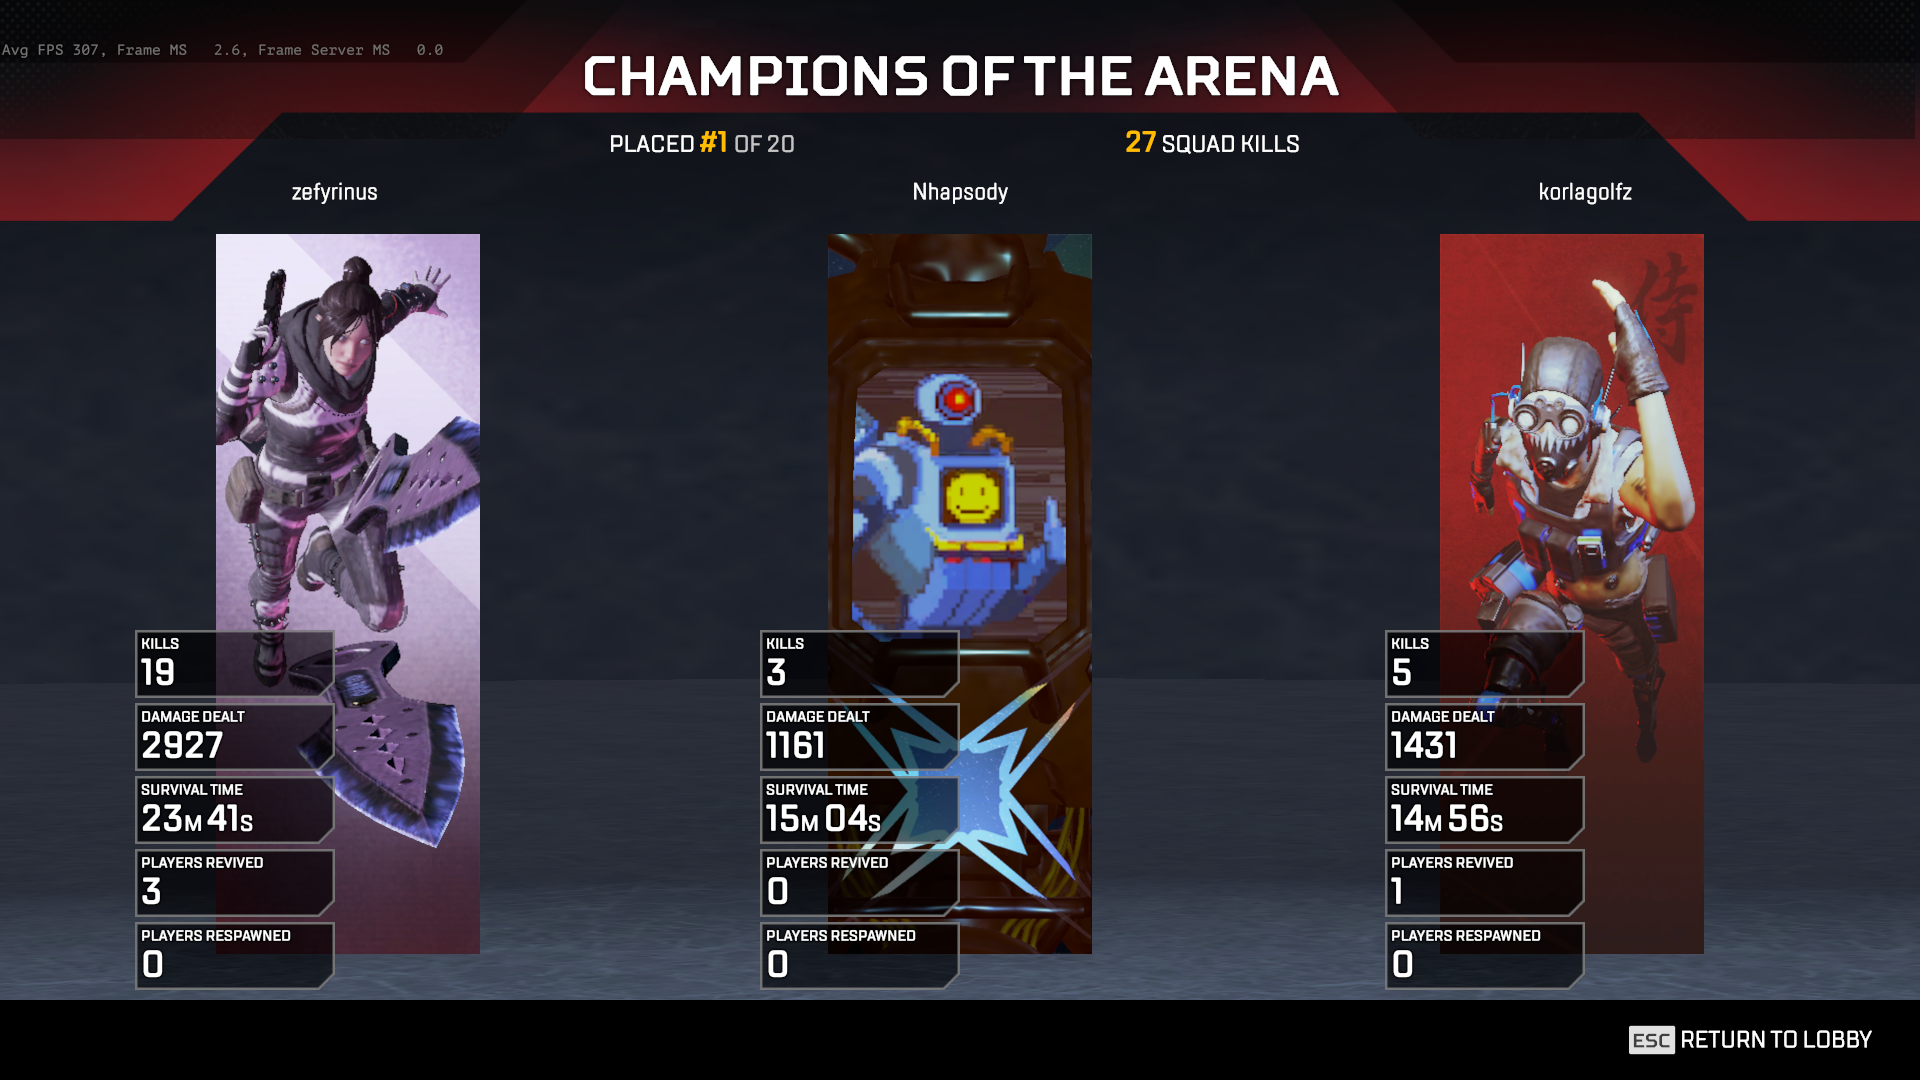 Avg FPS 307, Frame MS 2.6, Frame Server MS 0.0
CHAMPIONS OF THE ARENA
PLACED #1 OF 20
27 SQUAD KILLS
zefyrinus
Nhapsody
korlagolfz
侍
KILLS
19
DAMAGE DEALT
2927
SURVIVAL TIME
23M 41S
PLAYERS REVIVED
3
PLAYERS RESPAWNED
0
KILLS
3
DAMAGE DEALT
1161
SURVIVAL TIME
15M 04S
PLAYERS REVIVED
0
PLAYERS RESPAWNED
0
KILLS
5
DAMAGE DEALT
1431
SURVIVAL TIME
14M 56S
PLAYERS REVIVED
1
PLAYERS RESPAWNED
0
ESC RETURN TO LOBBY